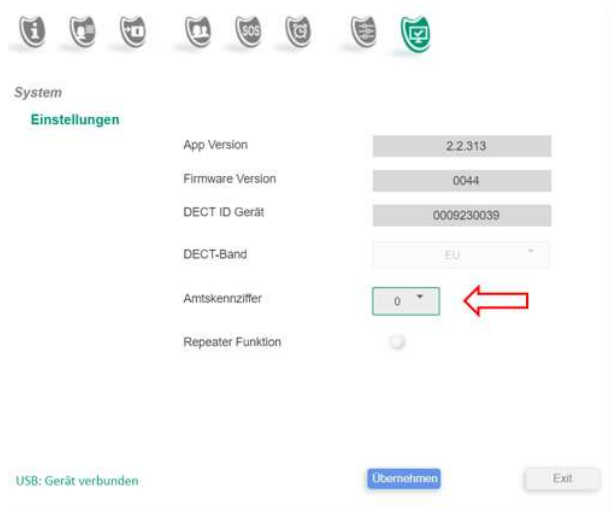 SOS
System
Einstellungen
App Version 2.2.313
Firmware Version 0044
DECT ID Gerät 0009230039
DECT-Band EU
Amtskennziffer 0
Repeater Funktion
USB: Gerät verbunden Übernehmen Exit